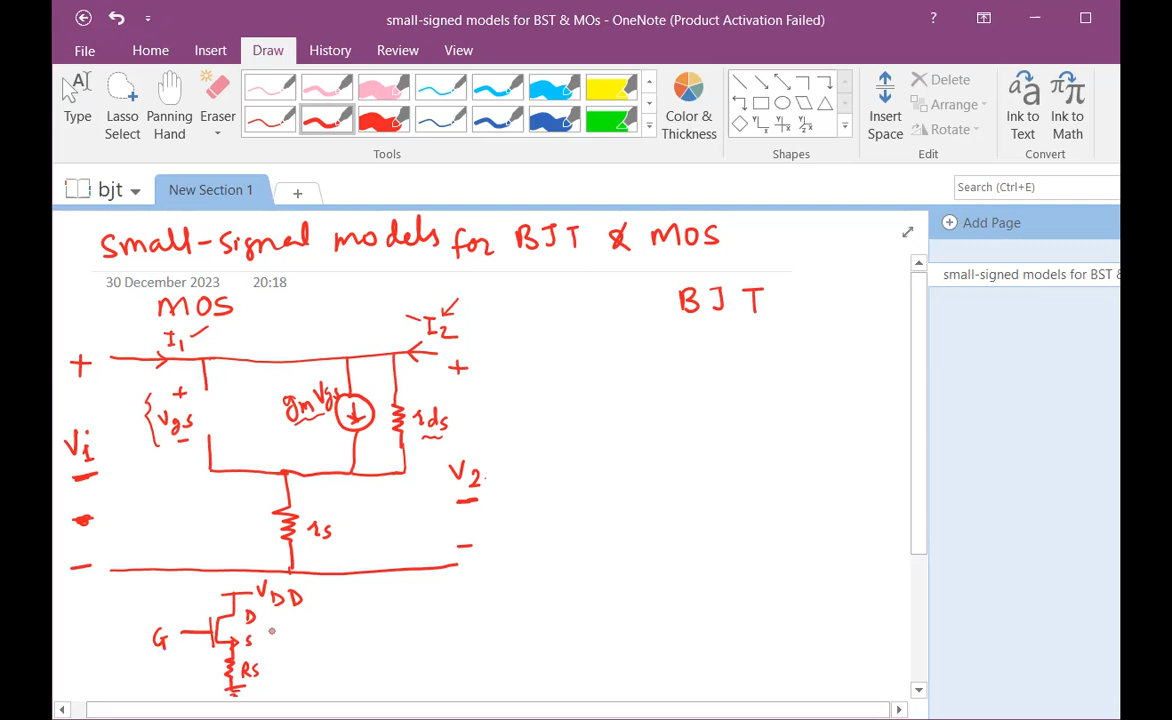 small-signed models for BST & MOs - OneNote (Product Activation Failed)
?
File Home Insert Draw History Review View
Type
Lasso Select
Panning Hand
Eraser
Color & Thickness
Insert Space
Delete
Arrange
Rotate
Ink to Text
Ink to Math
Tools
Shapes
Edit
Convert
bjt
New Section 1
+
Search (Ctrl+E)
Add Page
small-signed models for BST &
small-signed models for BJT & MOS
30 December 2023 20:18
MOS
BJT
I1
I2
+
+
+
Vgs
gmVgs
rds
Vi
V2
rs
VDD
D
G
S
RS